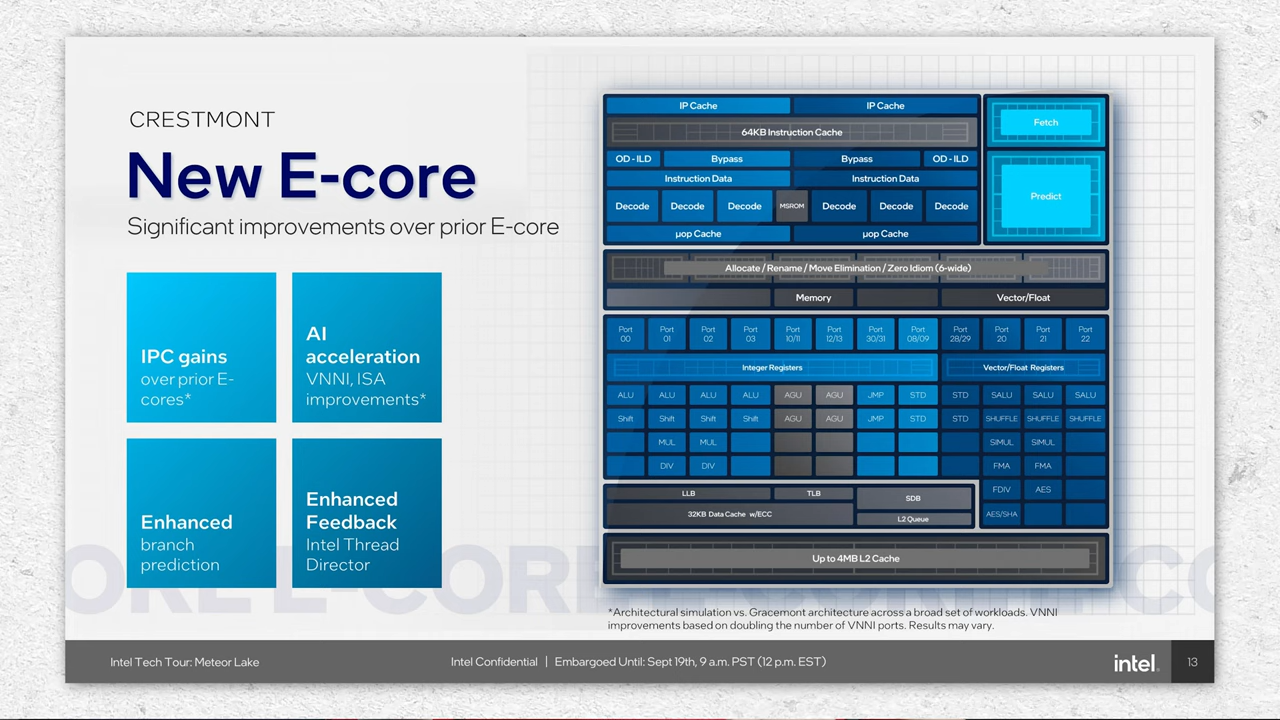 CRESTMONT
New E-core
Significant improvements over prior E-core
IPC gains
over prior E-
cores*
AI
acceleration
VNNI, ISA
improvements*
Enhanced
branch
prediction
Enhanced
Feedback
Intel Thread
Director
IP Cache IP Cache
64KB Instruction Cache
Fetch
OD - ILD Bypass Bypass OD - ILD
Instruction Data Instruction Data
Predict
Decode Decode Decode MSROM Decode Decode Decode
μop Cache μop Cache
Allocate / Rename / Move Elimination / Zero Idiom (6-wide)
Memory Vector/Float
Port 00 Port 01 Port 02 Port 03 Port 10/11 Port 12/13 Port 30/31 Port 08/09 Port 28/29 Port 20 Port 21 Port 22
Integer Registers Vector/Float Registers
ALU ALU ALU ALU AGU AGU JMP STD STD SALU SALU SALU
Shift Shift Shift Shift AGU AGU JMP STD STD SHUFFLE SHUFFLE SHUFFLE
MUL MUL SIMUL SIMUL
DIV DIV FMA FMA
LLB TLB SDB FDIV AES
32KB Data Cache w/ECC L2 Queue AES/SHA
Up to 4MB L2 Cache
*Architectural simulation vs. Gracemont architecture across a broad set of workloads. VNNI
improvements based on doubling the number of VNNI ports. Results may vary.
Intel Tech Tour: Meteor Lake
Intel Confidential | Embargoed Until: Sept 19th, 9 a.m. PST (12 p.m. EST)
intel.
13